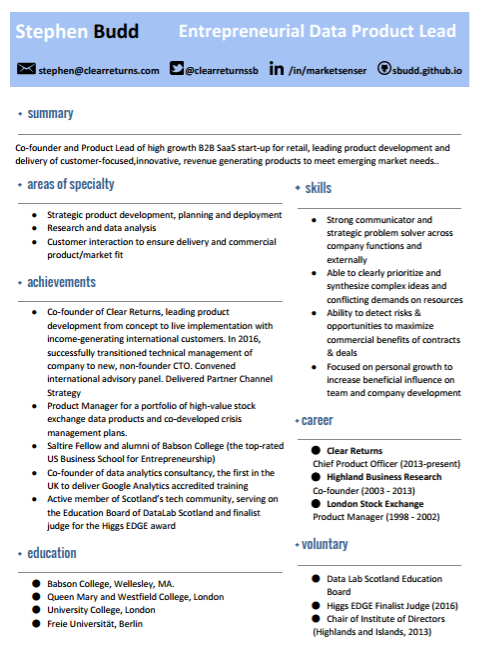 Stephen Budd Entrepreneurial Data Product Lead
stephen@clearreturns.com @clearreturnssb in /in/marketsenser sbudd.github.io
summary
Co-founder and Product Lead of high growth B2B SaaS start-up for retail, leading product development and
delivery of customer-focused,innovative, revenue generating products to meet emerging market needs..
areas of specialty
● Strategic product development, planning and deployment
● Research and data analysis
● Customer interaction to ensure delivery and commercial
product/market fit
achievements
● Co-founder of Clear Returns, leading product
development from concept to live implementation with
income-generating international customers. In 2016,
successfully transitioned technical management of
company to new, non-founder CTO. Convened
international advisory panel. Delivered Partner Channel
Strategy
● Product Manager for a portfolio of high-value stock
exchange data products and co-developed crisis
management plans.
● Saltire Fellow and alumni of Babson College (the top-rated
US Business School for Entrepreneurship)
● Co-founder of data analytics consultancy, the first in the
UK to deliver Google Analytics accredited training
● Active member of Scotland's tech community, serving on
the Education Board of DataLab Scotland and finalist
judge for the Higgs EDGE award
education
● Babson College, Wellesley, MA.
● Queen Mary and Westfield College, London
● University College, London
● Freie Universität, Berlin
skills
● Strong communicator and
strategic problem solver across
company functions and
externally
● Able to clearly prioritize and
synthesize complex ideas and
conflicting demands on resources
● Ability to detect risks &
opportunities to maximize
commercial benefits of contracts
& deals
● Focused on personal growth to
increase beneficial influence on
team and company development
career
● Clear Returns
Chief Product Officer (2013-present)
● Highland Business Research
Co-founder (2003 - 2013)
● London Stock Exchange
Product Manager (1998 - 2002)
voluntary
● Data Lab Scotland Education
Board
● Higgs EDGE Finalist Judge (2016)
● Chair of Institute of Directors
(Highlands and Islands, 2013)